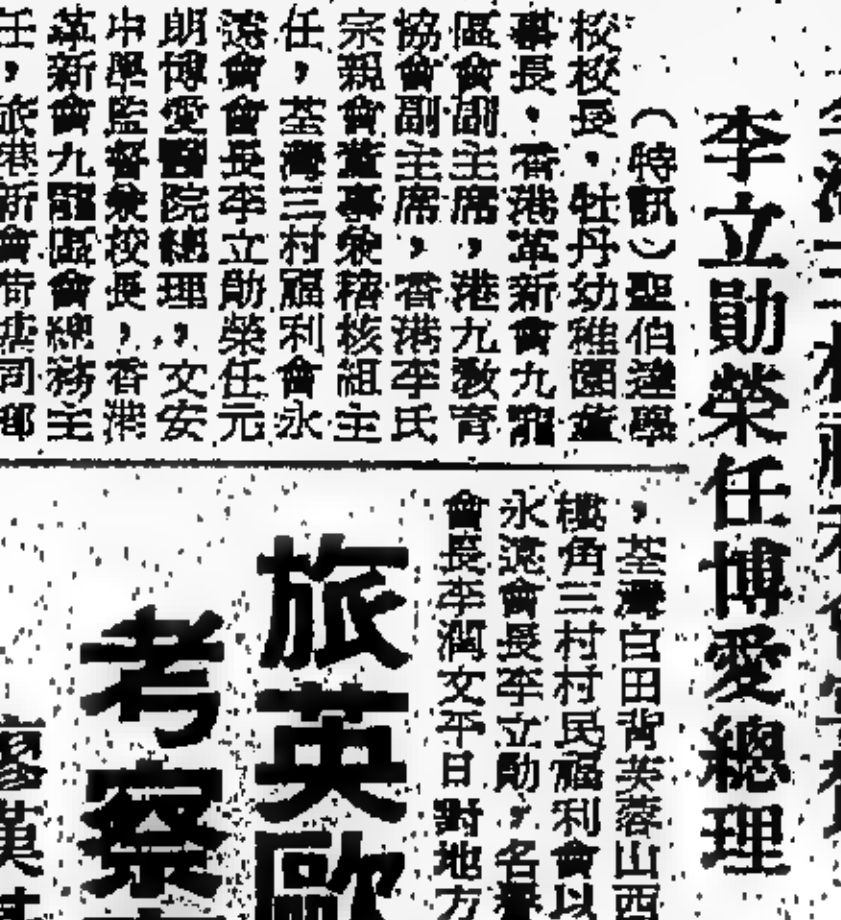 李立勛榮任博愛總理
（特訊）聖伯達學
校校長，牡丹幼稚園董
事長，香港革新會九龍
區會副主席，港九教育
協會副主席，香港李氏
宗親會董事兼稽核組主
任，荃灣三村福利會永
遠會會長李立勛榮任元
朗博愛醫院總理，文安
中學監督兼校長，香港
革新會九龍區會總務主
任，旅港新會荷塘同鄉
，荃灣白田背芙蓉山西
角三村村民福利會以
永遠會長李立勛，名譽
會長李潤文平日對地方
旅英歐
考察
廖漢